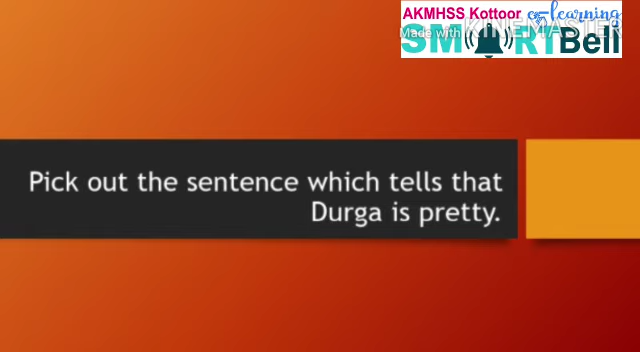 AKMHSS Kottoor e-learning
Made with KINEMASTER
SMARTBell
Pick out the sentence which tells that
Durga is pretty.